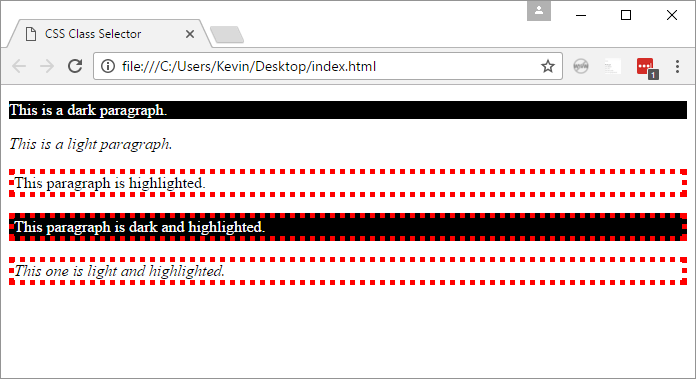 CSS Class Selector
file:///C:/Users/Kevin/Desktop/index.html
1
This is a dark paragraph.
This is a light paragraph.
This paragraph is highlighted.
This paragraph is dark and highlighted.
This one is light and highlighted.